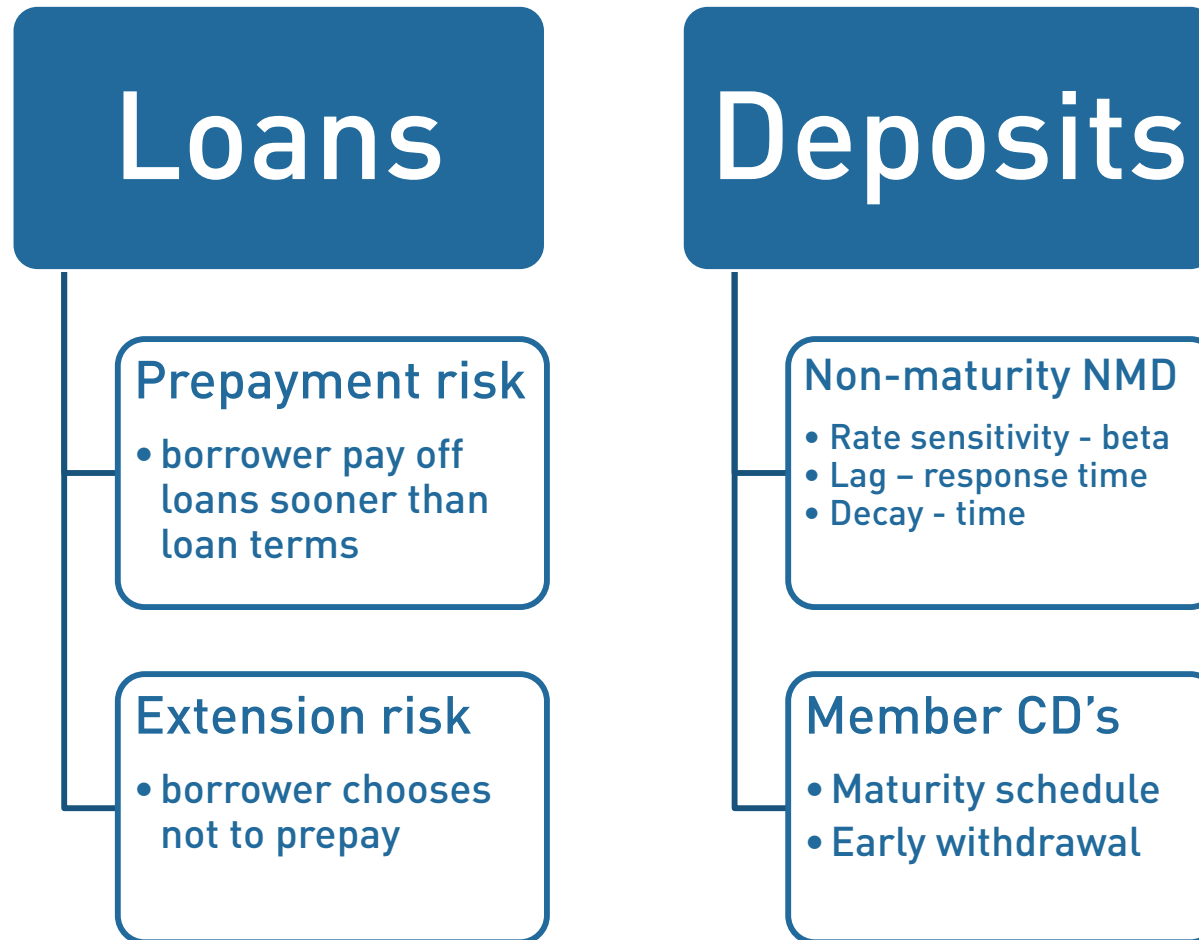 Loans
Prepayment risk
• borrower pay off
loans sooner than
loan terms
Extension risk
• borrower chooses
not to prepay
Deposits
Non-maturity NMD
• Rate sensitivity - beta
• Lag – response time
• Decay - time
Member CD’s
• Maturity schedule
• Early withdrawal